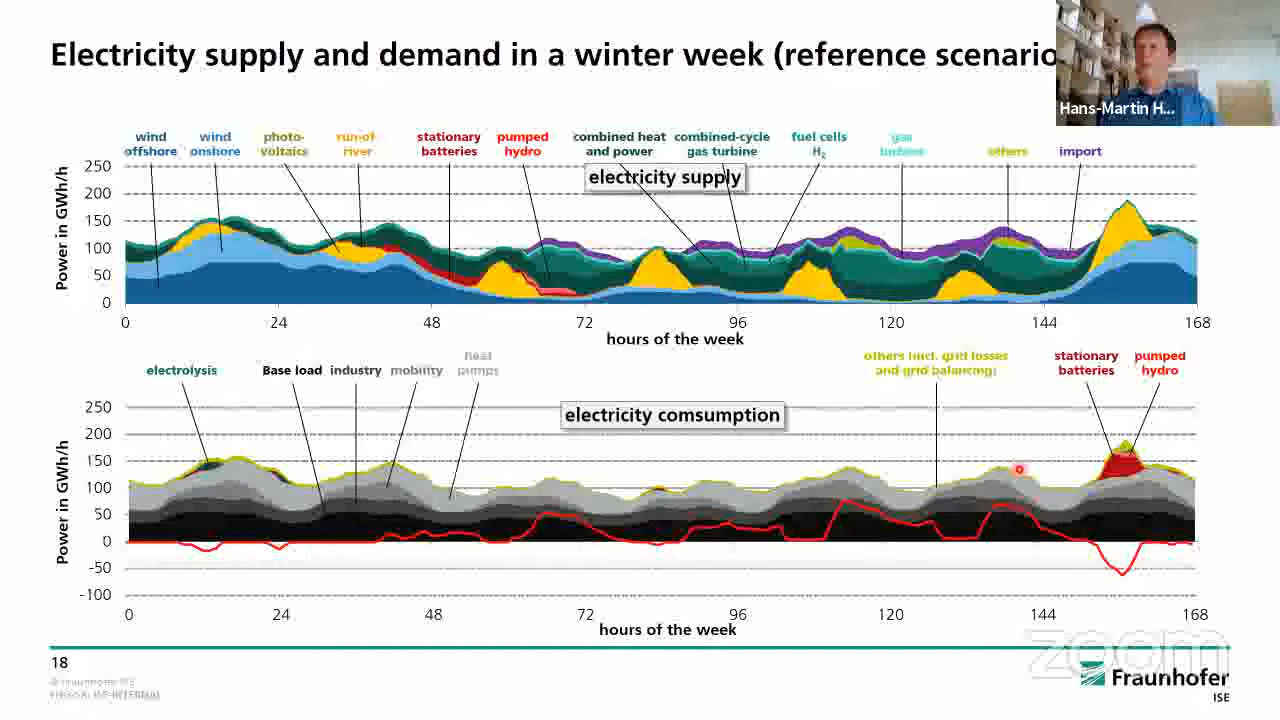 Electricity supply and demand in a winter week (reference scenario
Hans-Martin H...
wind offshore
wind onshore
photo-voltaics
run-of river
stationary batteries
pumped hydro
combined heat and power
combined-cycle gas turbine
fuel cells H₂
gas turbine
others
import
electricity supply
Power in GWh/h
250
200
150
100
50
0
0 24 48 72 96 120 144 168
hours of the week
electrolysis
Base load
industry
mobility
heat pumps
others (incl. grid losses and grid balancing)
stationary batteries
pumped hydro
electricity comsumption
Power in GWh/h
250
200
150
100
50
0
-50
-100
0 24 48 72 96 120 144 168
hours of the week
18
© Fraunhofer ISE
zoom
Fraunhofer
ISE